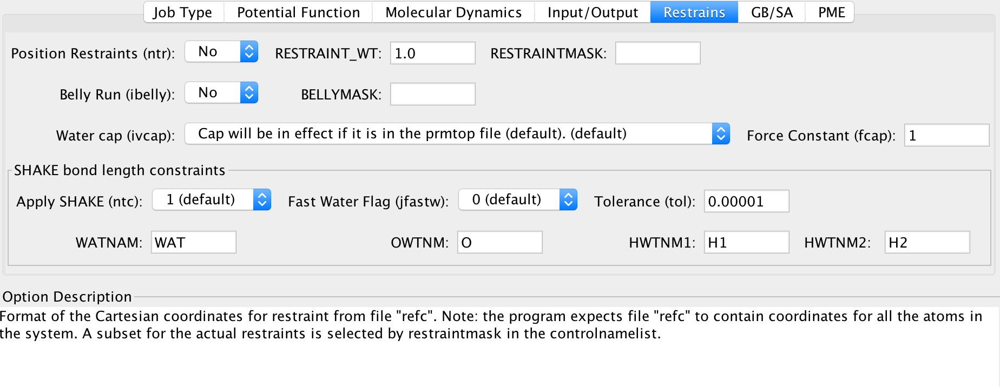 Job Type Potential Function Molecular Dynamics Input/Output Restrains GB/SA PME
Position Restraints (ntr): No RESTRAINT_WT: 1.0 RESTRAINTMASK:
Belly Run (ibelly): No BELLYMASK:
Water cap (ivcap): Cap will be in effect if it is in the prmtop file (default). (default) Force Constant (fcap): 1
SHAKE bond length constraints
Apply SHAKE (ntc): 1 (default) Fast Water Flag (jfastw): 0 (default) Tolerance (tol): 0.00001
WATNAM: WAT OWTNM: O HWTNM1: H1 HWTNM2: H2
Option Description
Format of the Cartesian coordinates for restraint from file "refc". Note: the program expects file "refc" to contain coordinates for all the atoms in
the system. A subset for the actual restraints is selected by restraintmask in the controlnamelist.